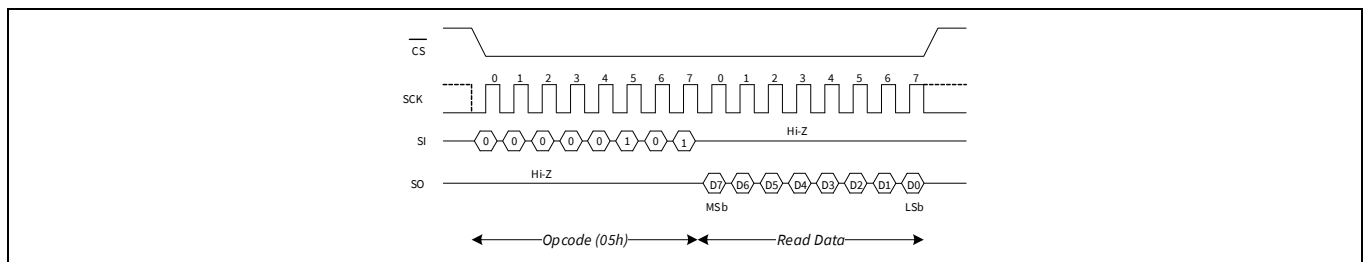 CS
0 1 2 3 4 5 6 7 0 1 2 3 4 5 6 7
SCK
Hi-Z
SI 0 0 0 0 0 1 0 1
Hi-Z
SO D7 D6 D5 D4 D3 D2 D1 D0
MSb LSb
Opcode (05h) Read Data